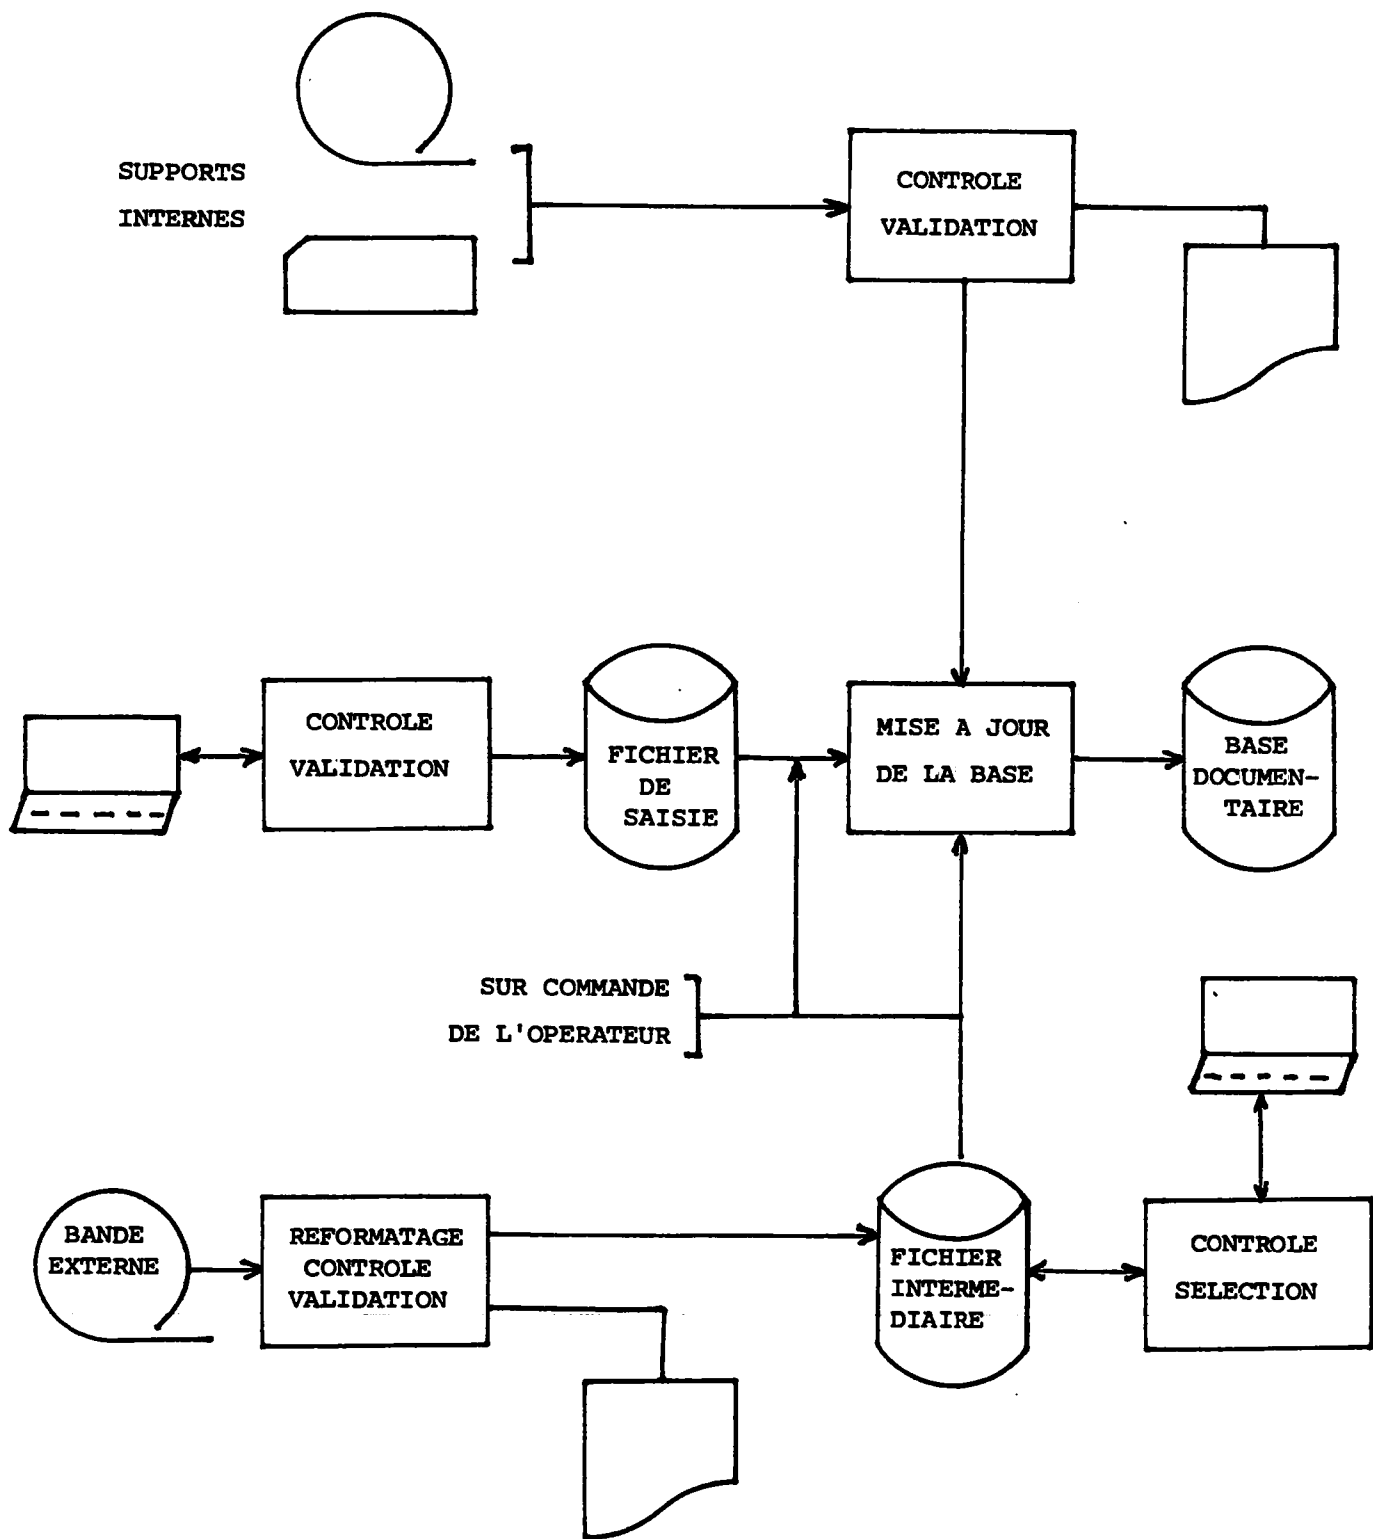 SUPPORTS
INTERNES
CONTROLE
VALIDATION
CONTROLE
VALIDATION
FICHIER
DE
SAISIE
MISE A JOUR
DE LA BASE
BASE
DOCUMEN-
TAIRE
SUR COMMANDE
DE L'OPERATEUR
BANDE
EXTERNE
REFORMATAGE
CONTROLE
VALIDATION
FICHIER
INTERME-
DIAIRE
CONTROLE
SELECTION